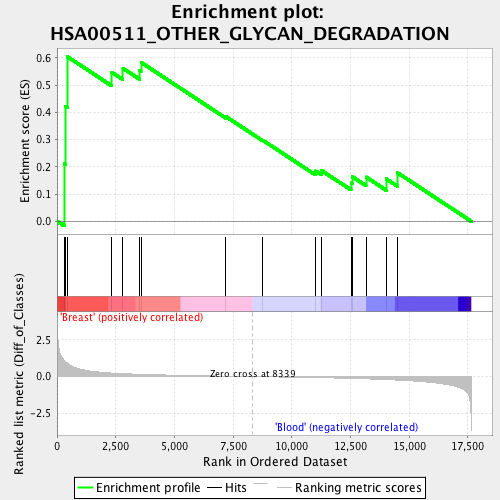 Enrichment plot:
HSA00511_OTHER_GLYCAN_DEGRADATION
Enrichment score (ES)
0.6
0.5
0.4
0.3
0.2
0.1
0.0
'Breast' (positively correlated)
Ranked list metric (Diff_of_Classes)
2.5
0.0
-2.5
Zero cross at 8339
'Blood' (negatively correlated)
0 2,500 5,000 7,500 10,000 12,500 15,000 17,500
Rank in Ordered Dataset
Enrichment profile Hits Ranking metric scores